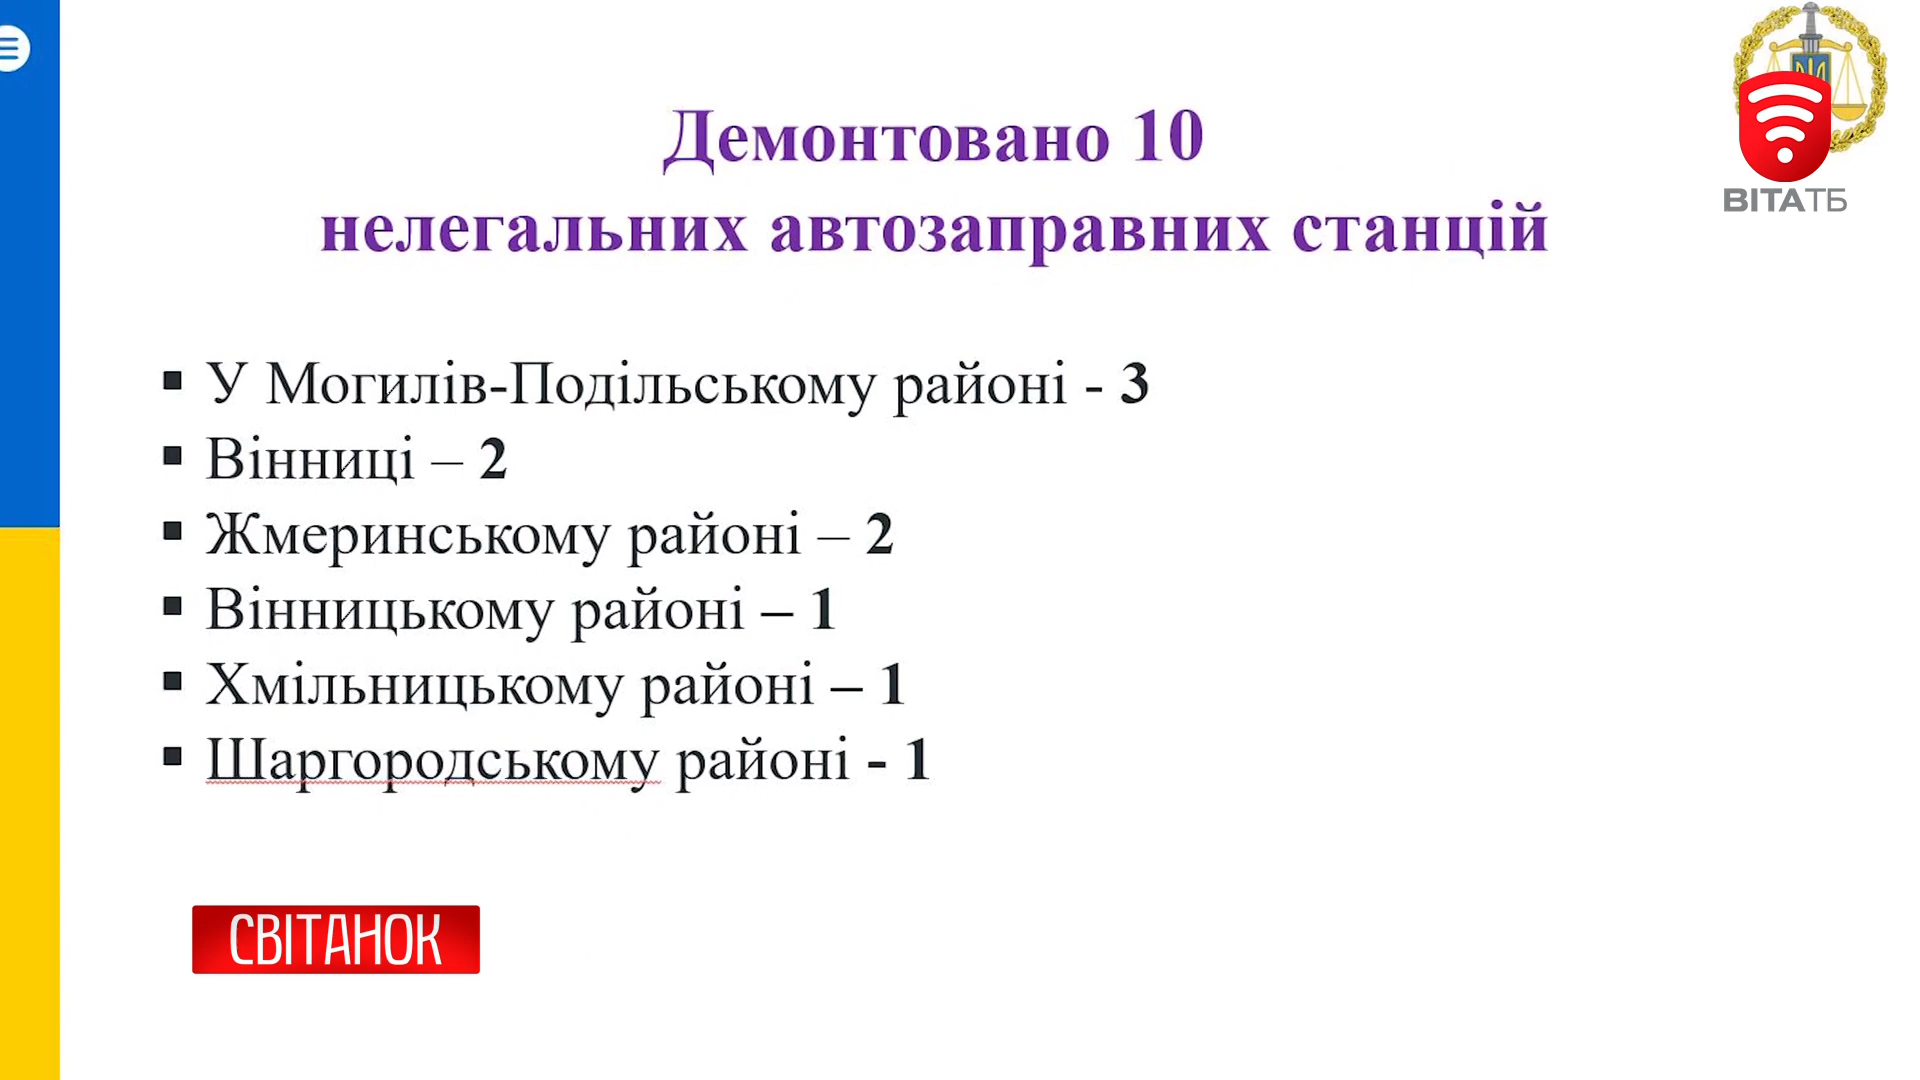 Демонтовано 10
нелегальних автозаправних станцій
ВІТАТБ
▪ У Могилів-Подільському районі - 3
▪ Вінниці – 2
▪ Жмеринському районі – 2
▪ Вінницькому районі – 1
▪ Хмільницькому районі – 1
▪ Шаргородському районі - 1
СВІТАНОК